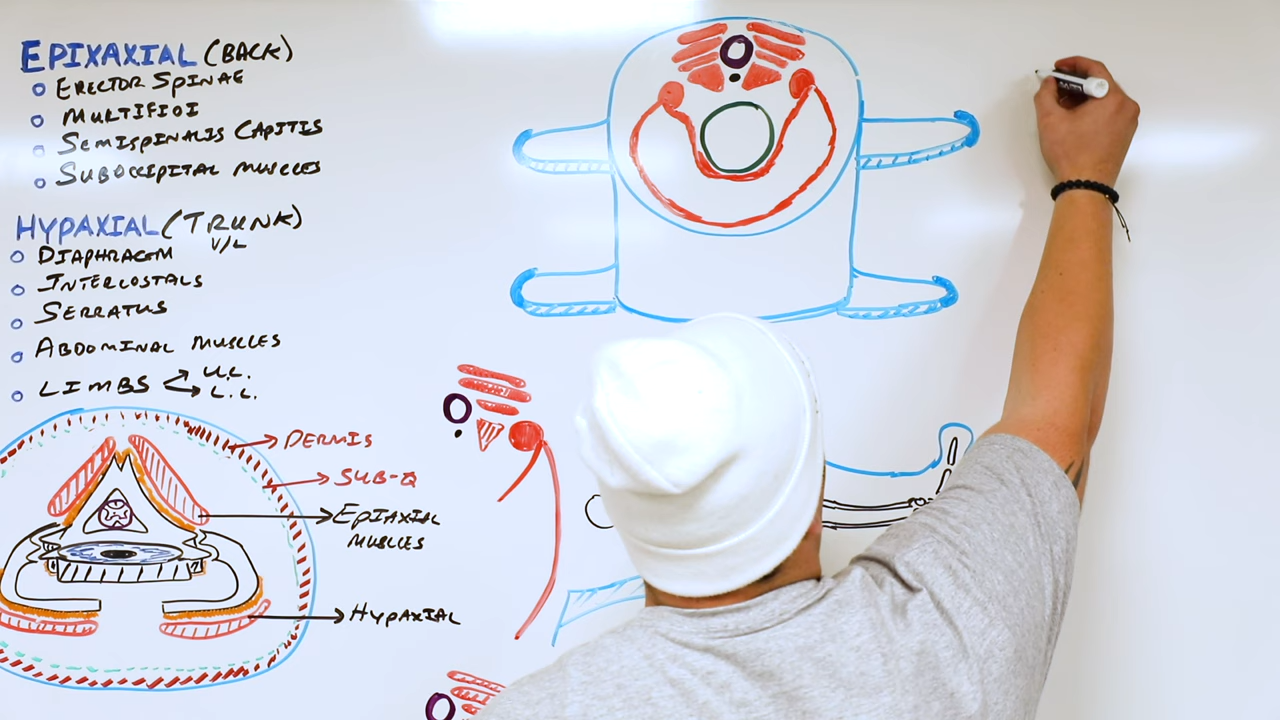 EPIXAXIAL (BACK)
ERECTOR SPINAE
MULTIFIDI
SEMISPINALIS CAPITIS
SUBOCCIPITAL MUSCLES
HYPAXIAL (TRUNK)
V/L
DIAPHRAGM
INTERCOSTALS
SERRATUS
ABDOMINAL MUSCLES
LIMBS
U.L.
L.L.
DERMIS
SUB-Q
EPIAXIAL
MUSCLES
HYPAXIAL